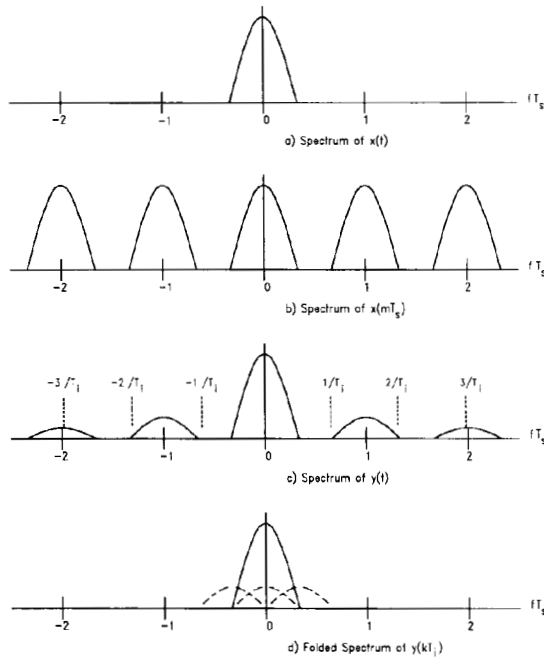 f T_s
-2 -1 0 1 2
a) Spectrum of x(t)
f T_s
-2 -1 0 1 2
b) Spectrum of x(mT_s)
-3/T_i -2/T_i -1/T_i 1/T_i 2/T_i 3/T_i
f T_s
-2 -1 0 1 2
c) Spectrum of y(t)
f T_s
-2 -1 0 1 2
d) Folded Spectrum of y(kT_i)